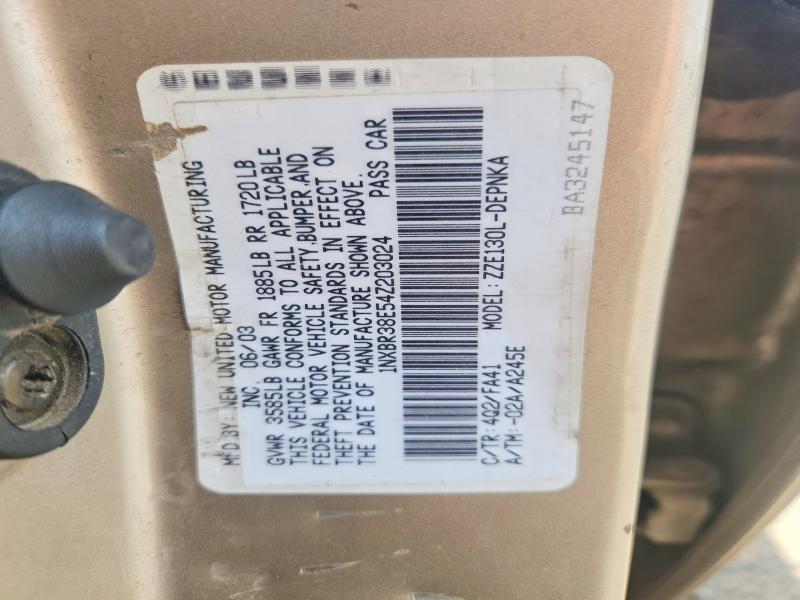 MFD BY: NEW UNITED MOTOR MANUFACTURING
INC. 06/03
GVWR 3585LB GAWR FR 1885LB RR 1720LB
THIS VEHICLE CONFORMS TO ALL APPLICABLE
FEDERAL MOTOR VEHICLE SAFETY,BUMPER,AND
THEFT PREVENTION STANDARDS IN EFFECT ON
THE DATE OF MANUFACTURE SHOWN ABOVE.
1NXBR38E54Z203024 PASS CAR
C/TR: 4Q2/FA41 MODEL: ZZE130L-DEPNKA
A/TM: -02A/A245E
BA3245147